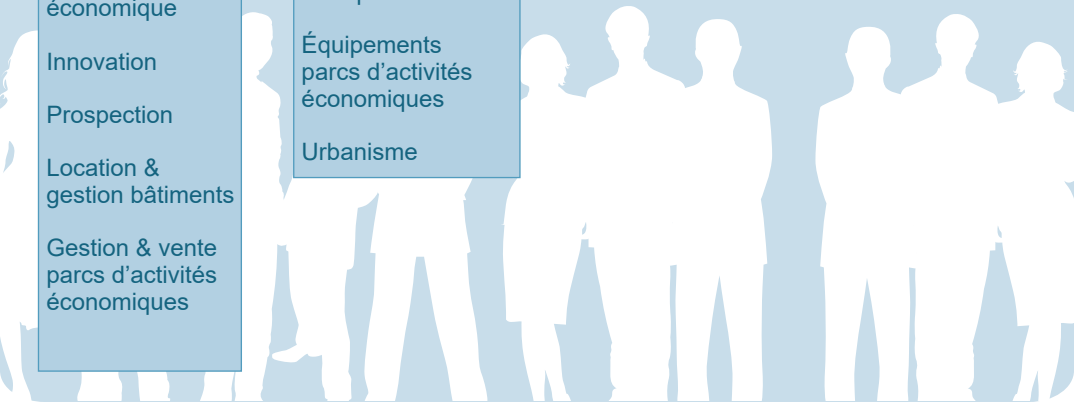 économique
Innovation
Prospection
Location &
gestion bâtiments
Gestion & vente
parcs d’activités
économiques
Équipements
parcs d’activités
économiques
Urbanisme